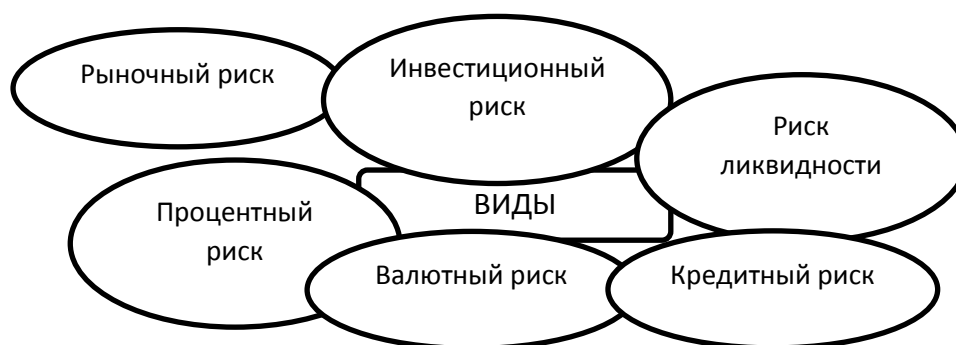 Рыночный риск
Инвестиционный
риск
Риск
ликвидности
Процентный
риск
ВИДЫ
Валютный риск
Кредитный риск